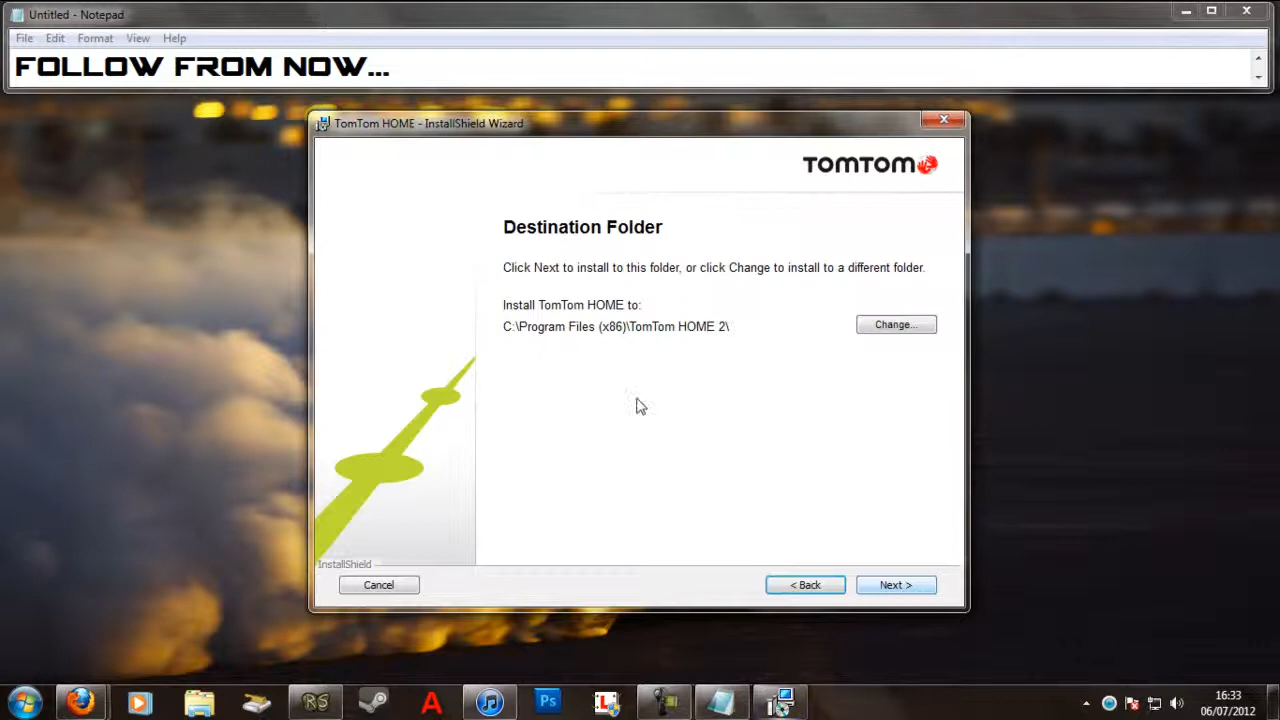 Untitled - Notepad
File Edit Format View Help
FOLLOW FROM NOW...
TomTom HOME - InstallShield Wizard
TOMTOM
Destination Folder
Click Next to install to this folder, or click Change to install to a different folder.
Install TomTom HOME to:
C:\Program Files (x86)\TomTom HOME 2\
Change...
InstallShield
Cancel
< Back
Next >
RS
Ps
L
16:33
06/07/2012